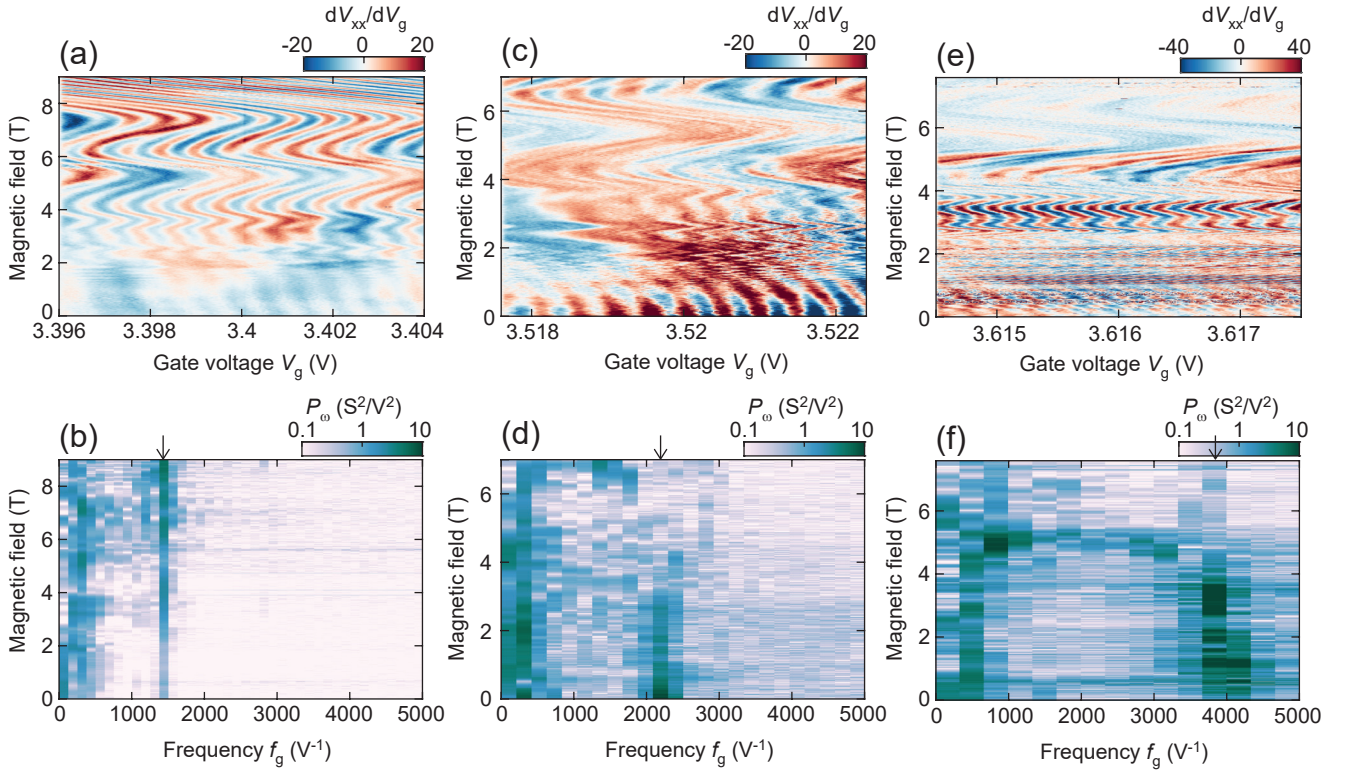 (a)
dVxx/dVg
-20 0 20
Magnetic field (T)
8
6
4
2
0
3.396 3.398 3.4 3.402 3.404
Gate voltage Vg (V)
(c)
dVxx/dVg
-20 0 20
Magnetic field (T)
6
4
2
0
3.518 3.52 3.522
Gate voltage Vg (V)
(e)
dVxx/dVg
-40 0 40
Magnetic field (T)
6
4
2
0
3.615 3.616 3.617
Gate voltage Vg (V)
(b)
Pω (S²/V²)
0.1 1 10
Magnetic field (T)
8
6
4
2
0
0 1000 2000 3000 4000 5000
Frequency fg (V-1)
(d)
Pω (S²/V²)
0.1 1 10
Magnetic field (T)
6
4
2
0
0 1000 2000 3000 4000 5000
Frequency fg (V-1)
(f)
Pω (S²/V²)
0.1 1 10
Magnetic field (T)
6
4
2
0
0 1000 2000 3000 4000 5000
Frequency fg (V-1)